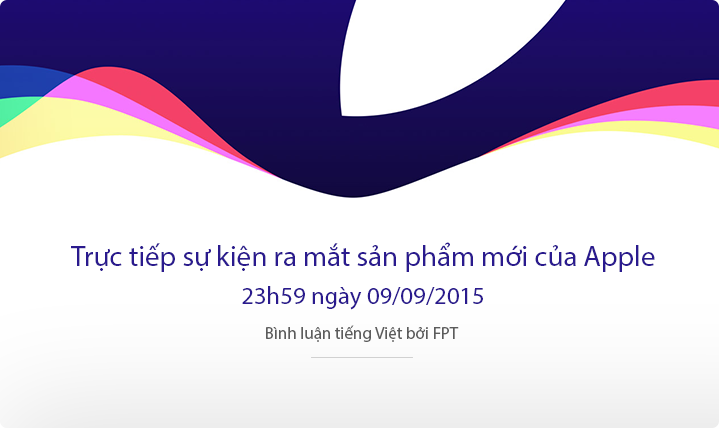 Trực tiếp sự kiện ra mắt sản phẩm mới của Apple
23h59 ngày 09/09/2015
Bình luận tiếng Việt bởi FPT